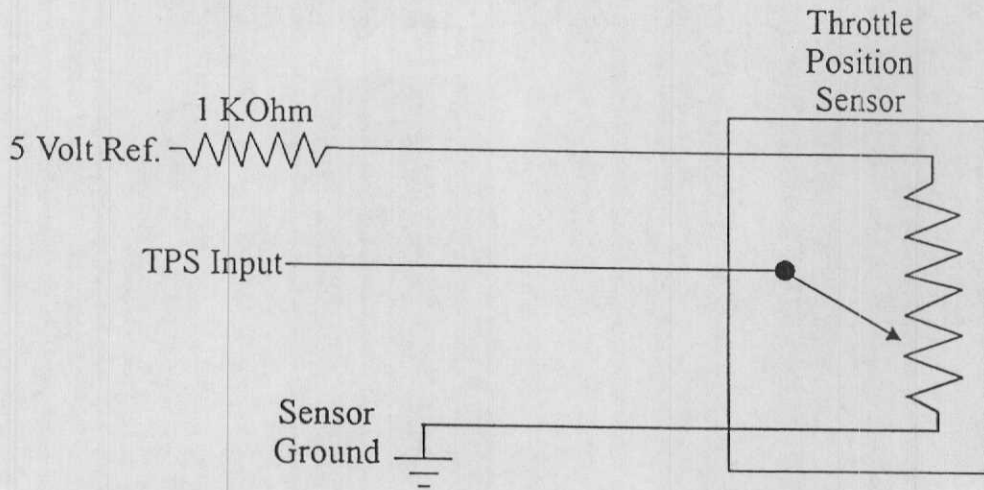 Throttle
Position
Sensor
1 KOhm
5 Volt Ref.
TPS Input
Sensor
Ground